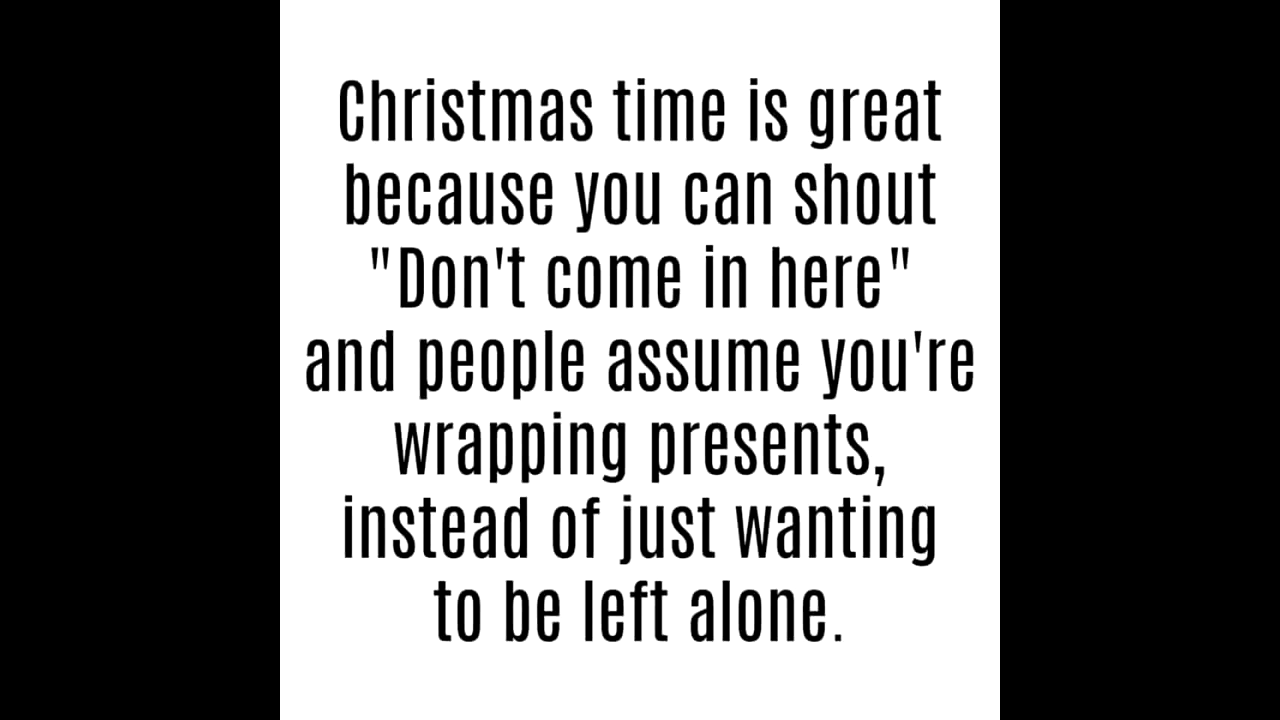 Christmas time is great
because you can shout
"Don't come in here"
and people assume you're
wrapping presents,
instead of just wanting
to be left alone.